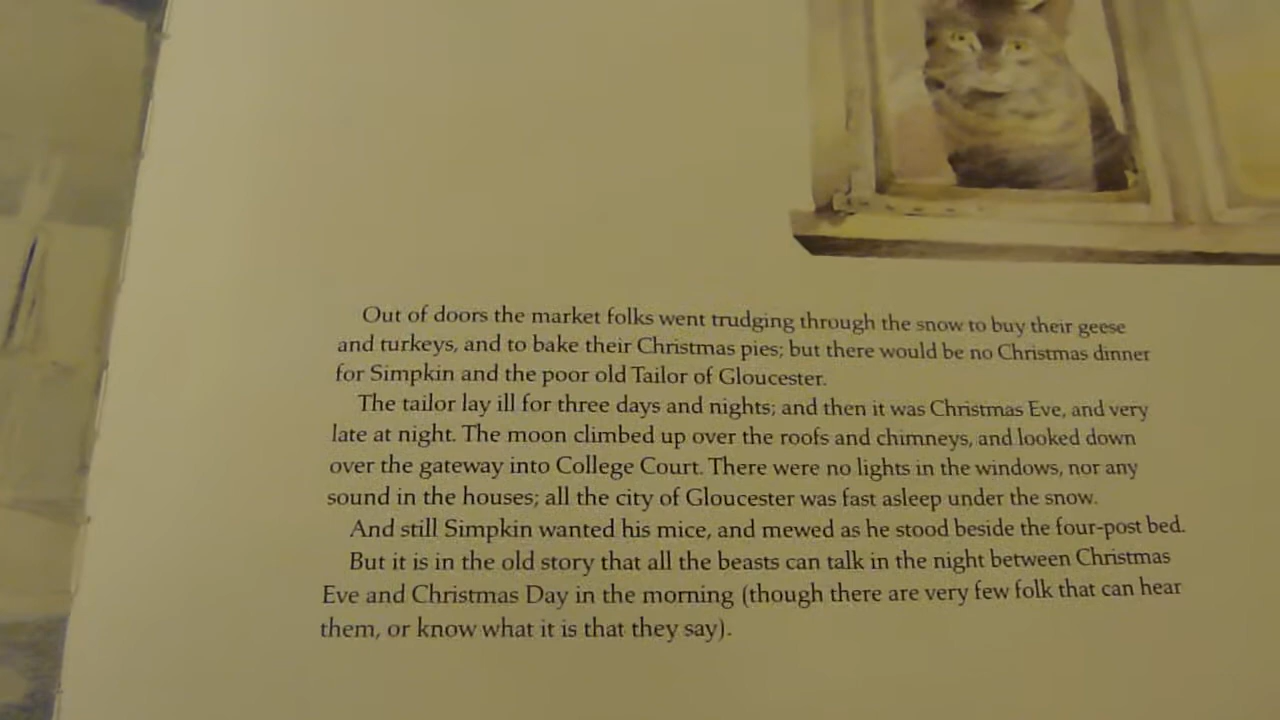 Out of doors the market folks went trudging through the snow to buy their geese
and turkeys, and to bake their Christmas pies; but there would be no Christmas dinner
for Simpkin and the poor old Tailor of Gloucester.
The tailor lay ill for three days and nights; and then it was Christmas Eve, and very
late at night. The moon climbed up over the roofs and chimneys, and looked down
over the gateway into College Court. There were no lights in the windows, nor any
sound in the houses; all the city of Gloucester was fast asleep under the snow.
And still Simpkin wanted his mice, and mewed as he stood beside the four-post bed.
But it is in the old story that all the beasts can talk in the night between Christmas
Eve and Christmas Day in the morning (though there are very few folk that can hear
them, or know what it is that they say).